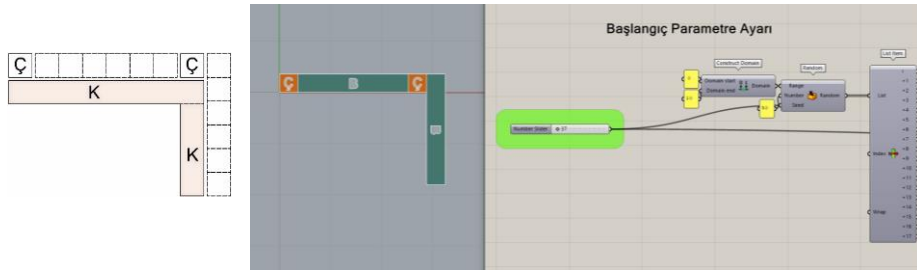 Ç Ç
K
K
Ç B Ç
B
Başlangıç Parametre Ayarı
Construct Domain
Domain start
Domain end
Domain
Random
Range
Number
Seed
Random
Number Slider
37
List Item
List
Index
Wrap